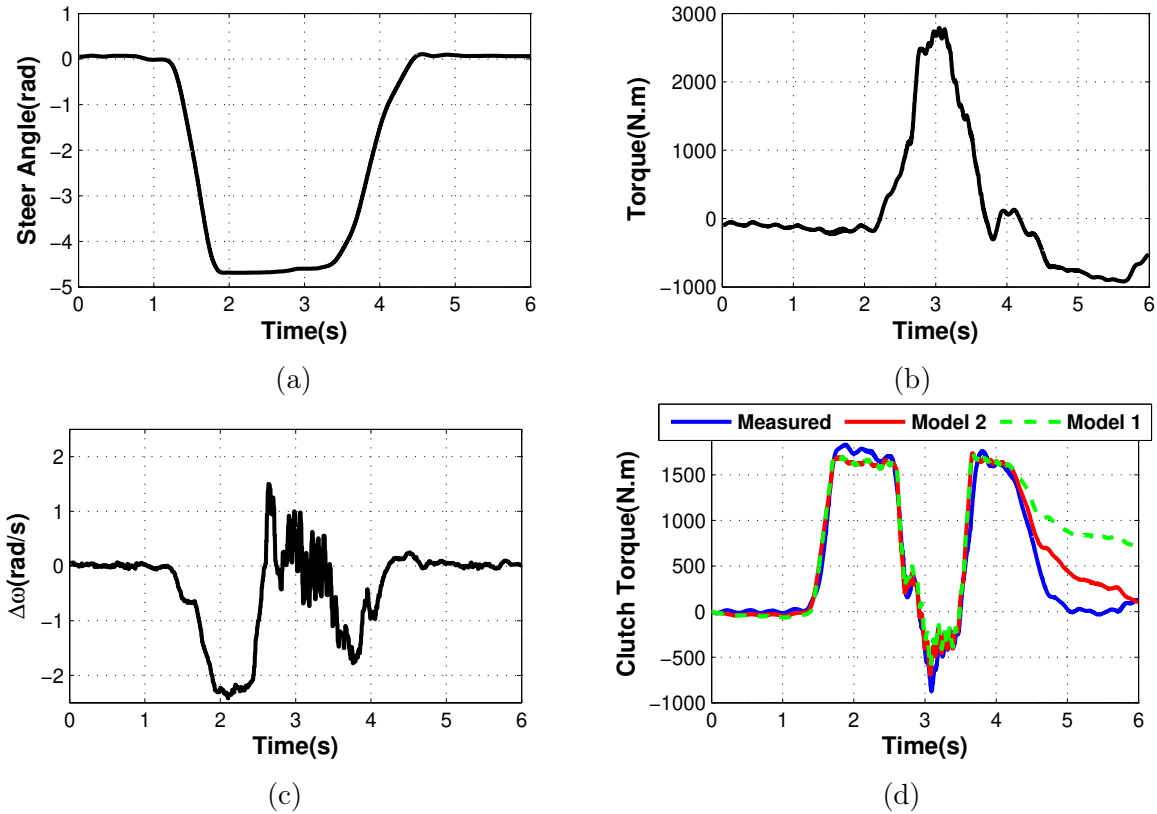 1
0
−1
−2
−3
−4
−5
Steer Angle(rad)
0 1 2 3 4 5 6
Time(s)
(a)
3000
2000
1000
0
−1000
Torque(N.m)
0 1 2 3 4 5 6
Time(s)
(b)
2
1
0
−1
−2
Δω(rad/s)
0 1 2 3 4 5 6
Time(s)
(c)
Measured Model 2 Model 1
1500
1000
500
0
−500
−1000
Clutch Torque(N.m)
0 1 2 3 4 5 6
Time(s)
(d)